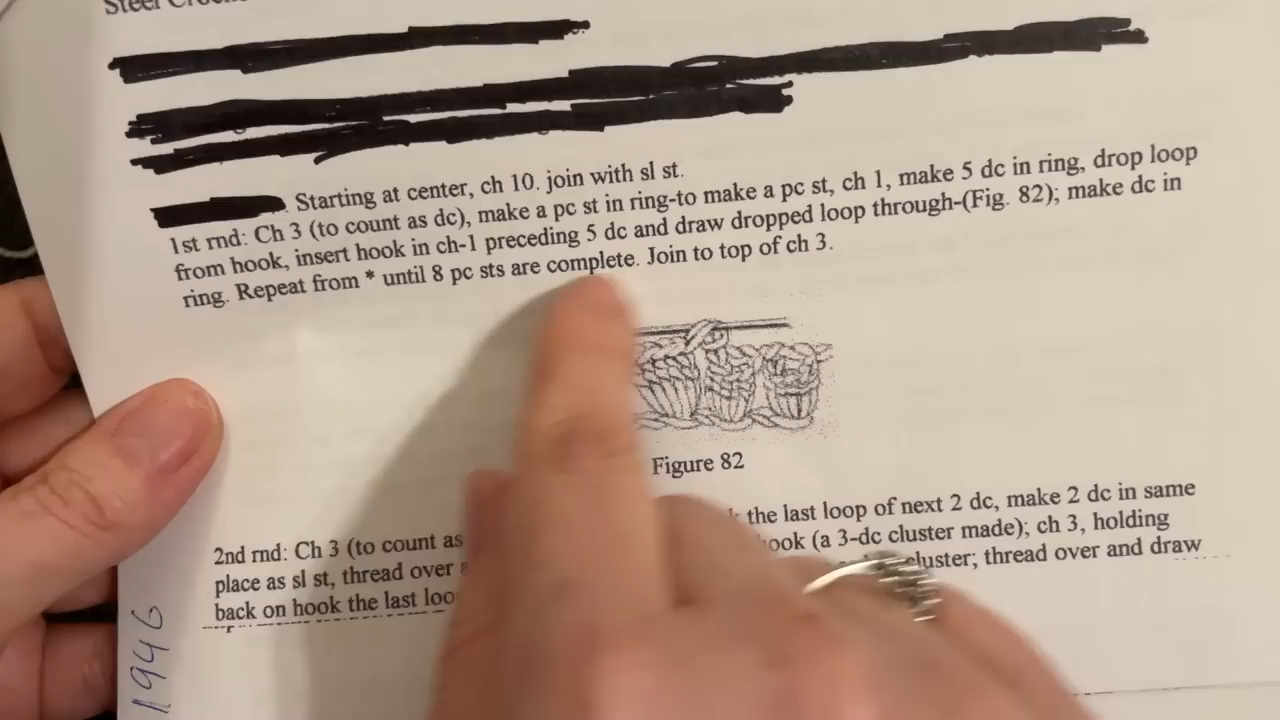 Steel Croc
Starting at center, ch 10. join with sl st.
1st rnd: Ch 3 (to count as dc), make a pc st in ring-to make a pc st, ch 1, make 5 dc in ring, drop loop
from hook, insert hook in ch-1 preceding 5 dc and draw dropped loop through-(Fig. 82); make dc in
ring. Repeat from * until 8 pc sts are complete. Join to top of ch 3.
Figure 82
2nd rnd: Ch 3 (to count as the last loop of next 2 dc, make 2 dc in same
place as sl st, thread over ook (a 3-dc cluster made); ch 3, holding
back on hook the last loo cluster; thread over and draw
1946